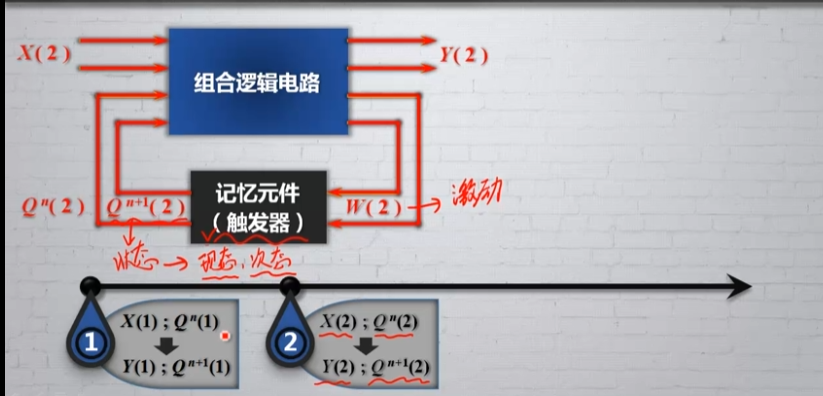 X(2)
Y(2)
组合逻辑电路
记忆元件
(触发器)
Qⁿ(2)
Qⁿ⁺¹(2)
W(2) → 激动
状态 → 现态、次态
1
X(1) ; Qⁿ(1)
Y(1) ; Qⁿ⁺¹(1)
2
X(2) ; Qⁿ(2)
Y(2) ; Qⁿ⁺¹(2)